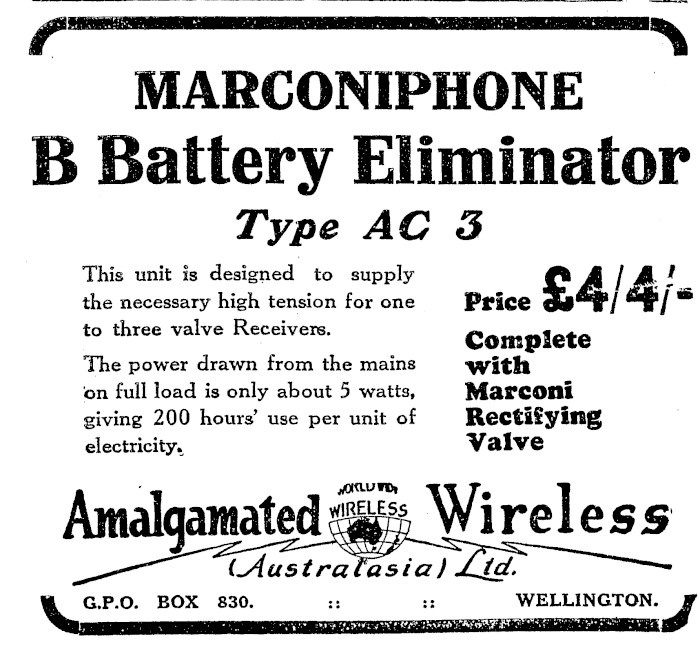 MARCONIPHONE
B Battery Eliminator
Type AC 3
This unit is designed to supply
the necessary high tension for one
to three valve Receivers.
The power drawn from the mains
on full load is only about 5 watts,
giving 200 hours' use per unit of
electricity.
Price £4/4/-
Complete
with
Marconi
Rectifying
Valve
WORLD WIDE
WIRELESS
Amalgamated Wireless
(Australasia) Ltd.
G.P.O. BOX 830. :: :: WELLINGTON.